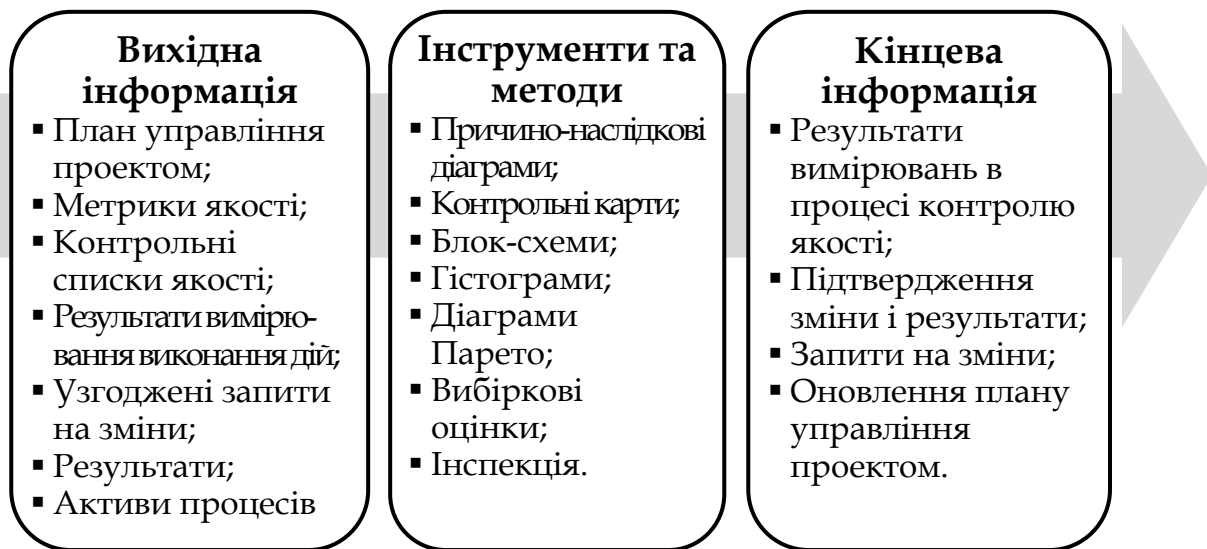 Вихідна
інформація
▪ План управління
проектом;
▪ Метрики якості;
▪ Контрольні
списки якості;
▪ Результати вимірю-
вання виконання дій;
▪ Узгоджені запити
на зміни;
▪ Результати;
▪ Активи процесів
Інструменти та
методи
▪ Причино-наслідкові
діаграми;
▪ Контрольні карти;
▪ Блок-схеми;
▪ Гістограми;
▪ Діаграми
Парето;
▪ Вибіркові
оцінки;
▪ Інспекція.
Кінцева
інформація
▪ Результати
вимірювань в
процесі контролю
якості;
▪ Підтвердження
зміни і результати;
▪ Запити на зміни;
▪ Оновлення плану
управління
проектом.